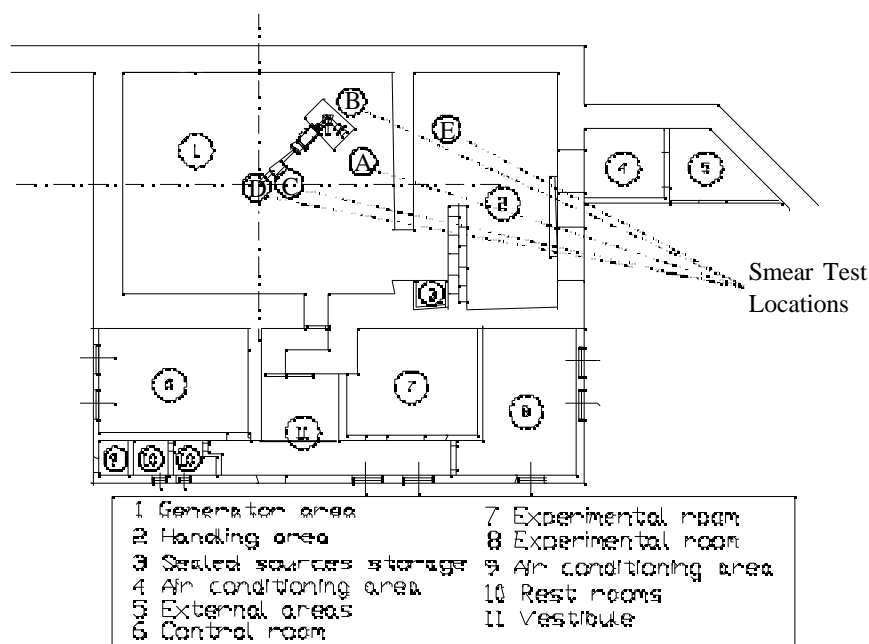 B
E
1
A
4
5
D
C
2
Smear Test
Locations
3
6
7
8
11
9
10
10
1 Generator area
2 Handling area
3 Sealed sources storage
4 Air conditioning area
5 External areas
6 Control room
7 Experimental room
8 Experimental room
9 Air conditioning area
10 Rest rooms
11 Vestibule